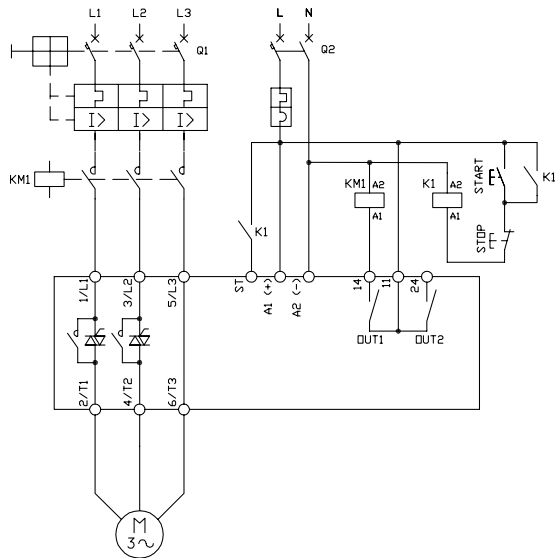 L1 L2 L3 L N
Q1 Q2
I> I> I>
KM1
KM1 A2 K1 A2
A1 A1
START K1
K1 STOP
1/L1 3/L2 5/L3 ST A1 (+) A2 (-) 14 11 24
OUT1 OUT2
2/T1 4/T2 6/T3
M
3~